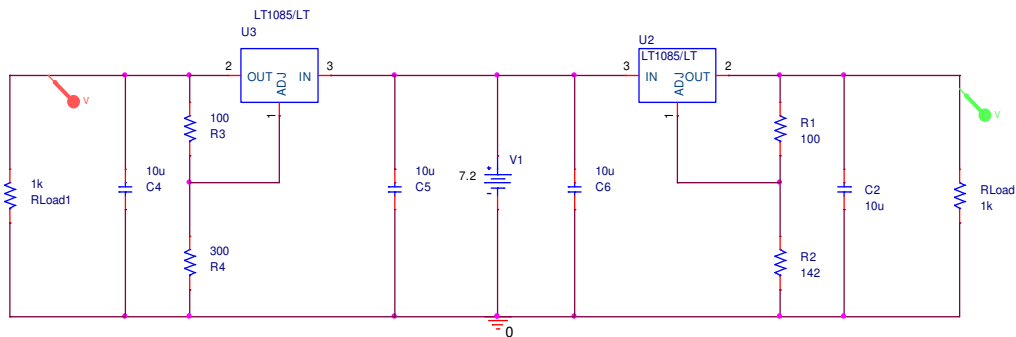 LT1085/LT
U3
2
OUT
ADJ
IN
3
1
U2
LT1085/LT
3
IN
ADJ
OUT
2
1
V
V
100
R3
R1
100
1k
RLoad1
10u
C4
10u
C5
7.2
+
-
V1
10u
C6
C2
10u
RLoad
1k
300
R4
R2
142
0